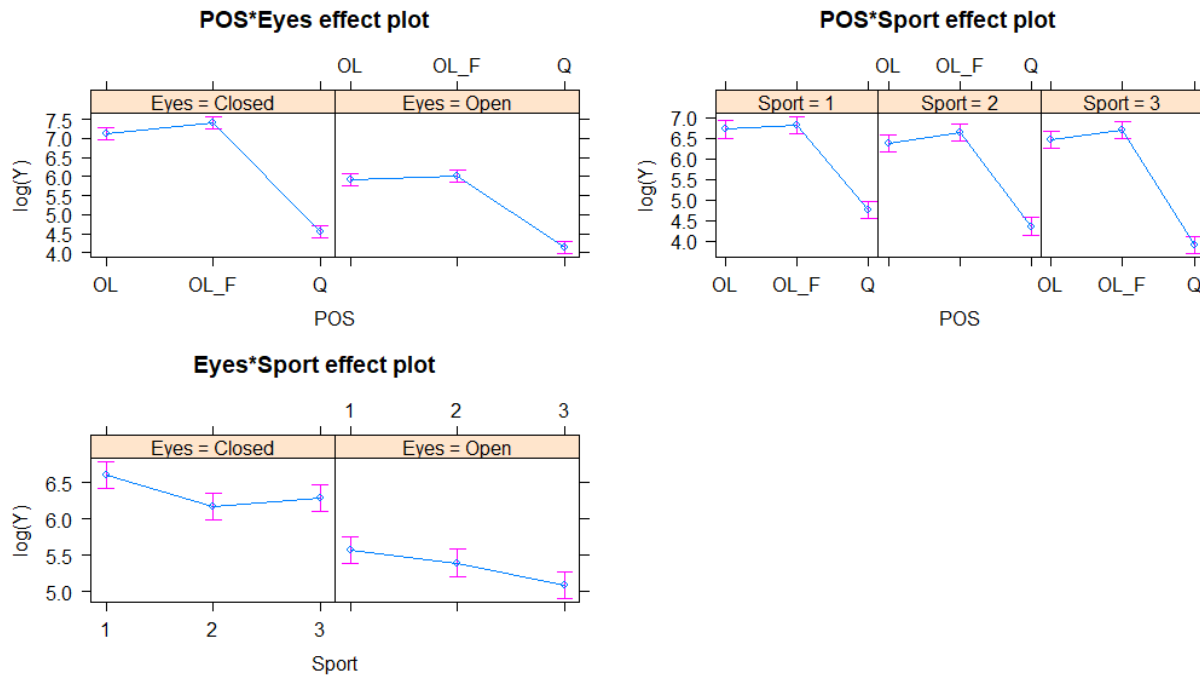 POS*Eyes effect plot
OL OL_F Q
Eyes = Closed Eyes = Open
7.5
7.0
6.5
6.0
5.5
5.0
4.5
4.0
log(Y)
OL OL_F Q
POS
POS*Sport effect plot
OL OL_F Q
Sport = 1 Sport = 2 Sport = 3
7.0
6.5
6.0
5.5
5.0
4.5
4.0
log(Y)
OL OL_F Q OL OL_F Q
POS
Eyes*Sport effect plot
1 2 3
Eyes = Closed Eyes = Open
6.5
6.0
5.5
5.0
log(Y)
1 2 3
Sport